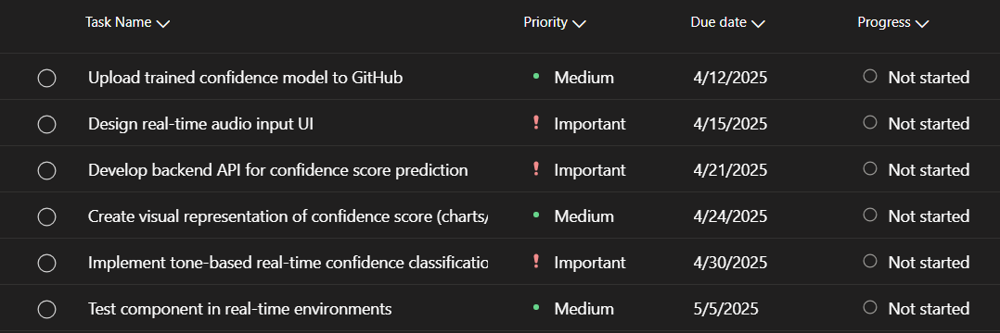 Task Name Priority Due date Progress
Upload trained confidence model to GitHub Medium 4/12/2025 Not started
Design real-time audio input UI Important 4/15/2025 Not started
Develop backend API for confidence score prediction Important 4/21/2025 Not started
Create visual representation of confidence score (charts/ Medium 4/24/2025 Not started
Implement tone-based real-time confidence classificatio Important 4/30/2025 Not started
Test component in real-time environments Medium 5/5/2025 Not started